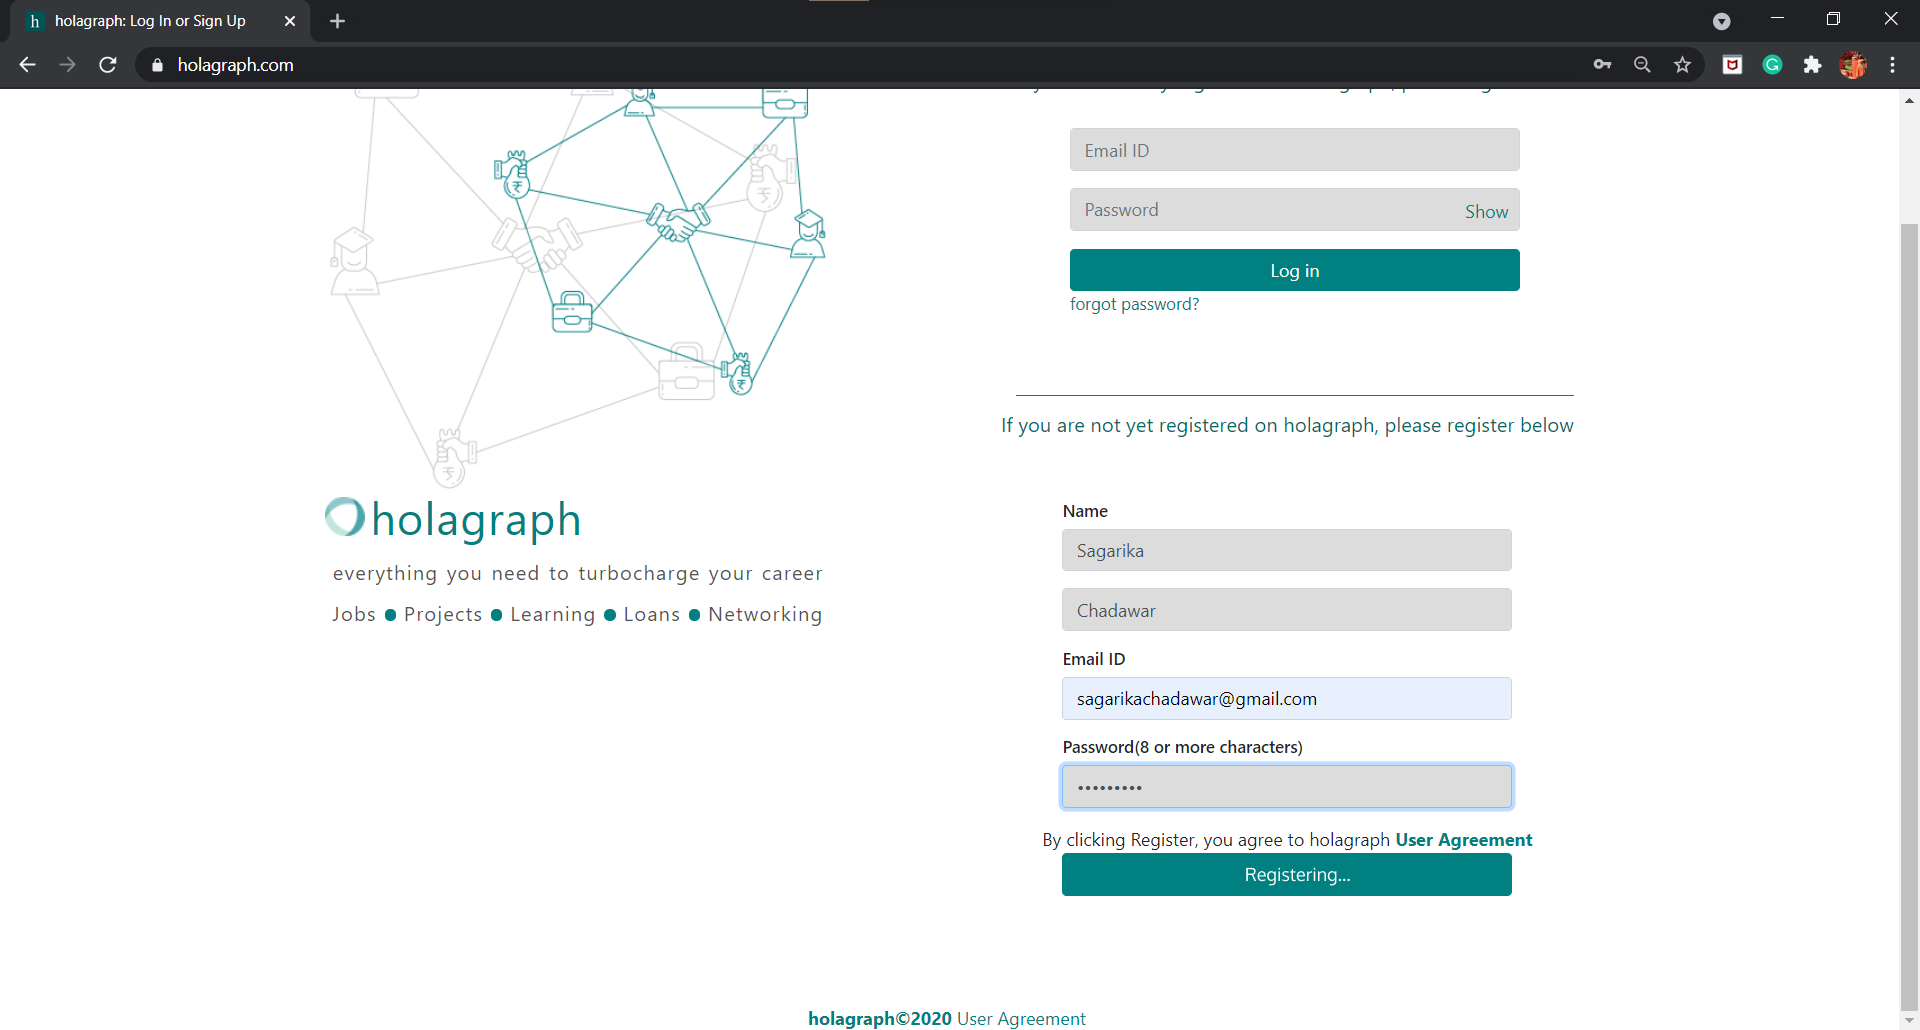 holagraph: Log In or Sign Up
holagraph.com
Email ID
Password
Show
Log in
forgot password?
If you are not yet registered on holagraph, please register below
holagraph
everything you need to turbocharge your career
Jobs ● Projects ● Learning ● Loans ● Networking
Name
Sagarika
Chadawar
Email ID
sagarikachadawar@gmail.com
Password(8 or more characters)
•••••••••
By clicking Register, you agree to holagraph User Agreement
Registering...
holagraph©2020 User Agreement